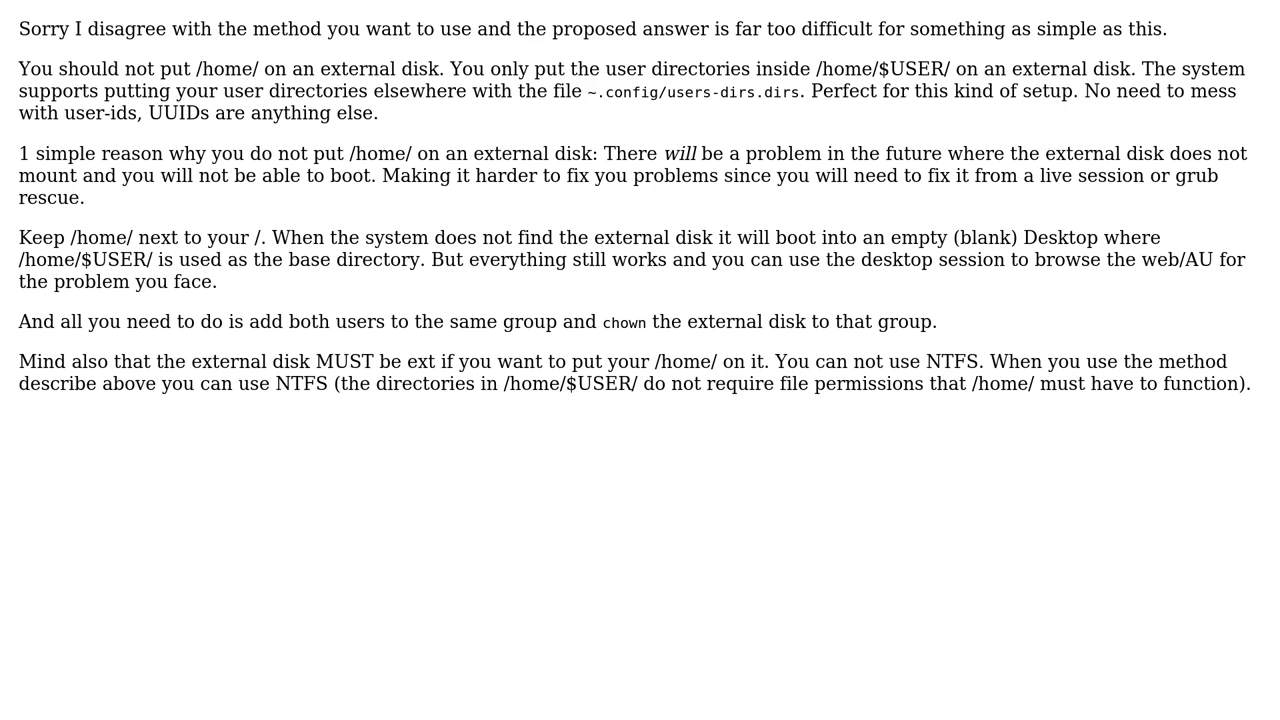 Sorry I disagree with the method you want to use and the proposed answer is far too difficult for something as simple as this.
You should not put /home/ on an external disk. You only put the user directories inside /home/$USER/ on an external disk. The system
supports putting your user directories elsewhere with the file ~.config/users-dirs.dirs. Perfect for this kind of setup. No need to mess
with user-ids, UUIDs are anything else.
1 simple reason why you do not put /home/ on an external disk: There will be a problem in the future where the external disk does not
mount and you will not be able to boot. Making it harder to fix you problems since you will need to fix it from a live session or grub
rescue.
Keep /home/ next to your /. When the system does not find the external disk it will boot into an empty (blank) Desktop where
/home/$USER/ is used as the base directory. But everything still works and you can use the desktop session to browse the web/AU for
the problem you face.
And all you need to do is add both users to the same group and chown the external disk to that group.
Mind also that the external disk MUST be ext if you want to put your /home/ on it. You can not use NTFS. When you use the method
describe above you can use NTFS (the directories in /home/$USER/ do not require file permissions that /home/ must have to function).